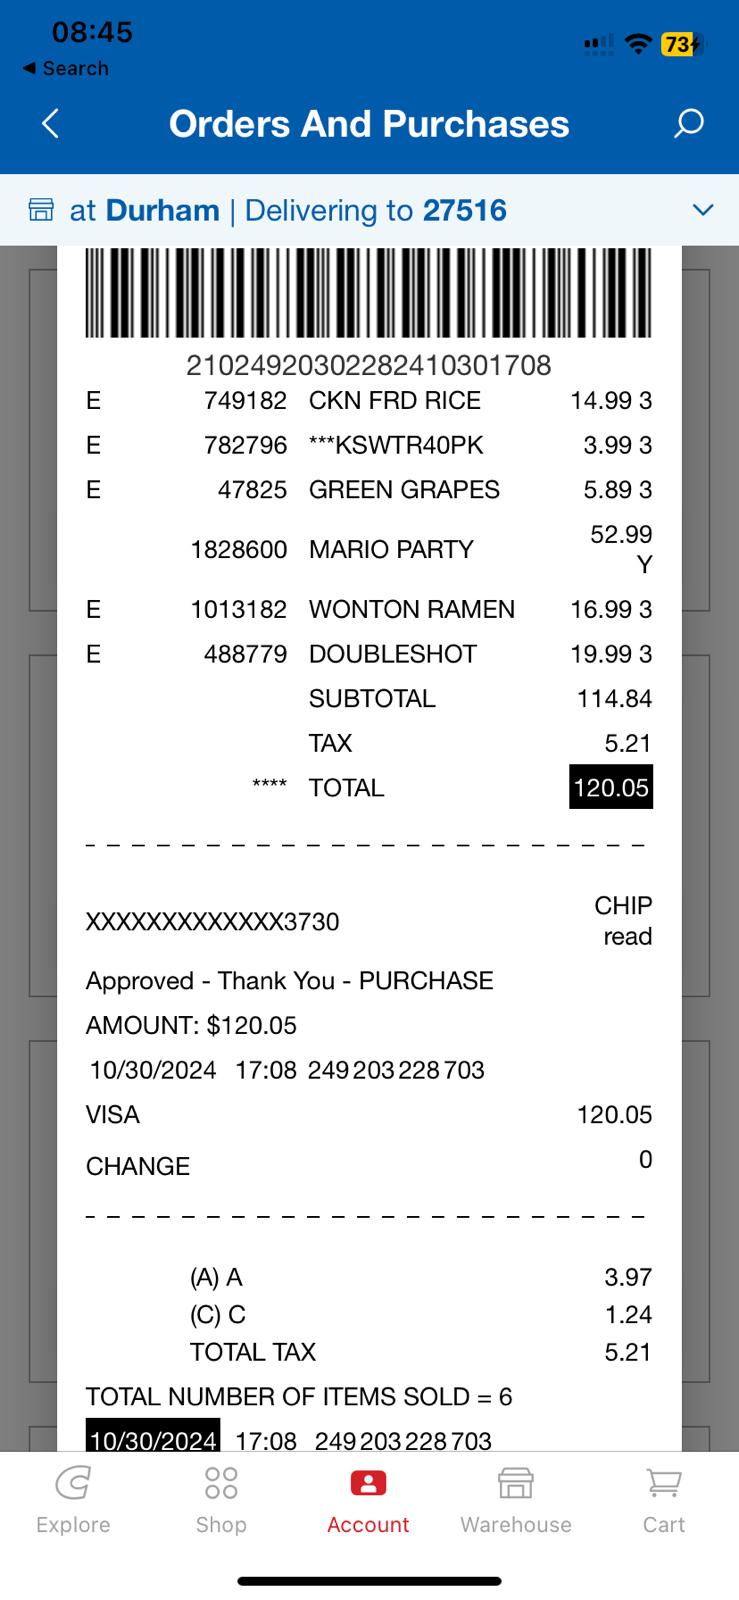 08:45
73
◀ Search
Orders And Purchases
at Durham | Delivering to 27516
21024920302282410301708
E 749182 CKN FRD RICE 14.99 3
E 782796 ***KSWTR40PK 3.99 3
E 47825 GREEN GRAPES 5.89 3
1828600 MARIO PARTY 52.99
Y
E 1013182 WONTON RAMEN 16.99 3
E 488779 DOUBLESHOT 19.99 3
SUBTOTAL 114.84
TAX 5.21
**** TOTAL 120.05
XXXXXXXXXXXXX3730 CHIP
read
Approved - Thank You - PURCHASE
AMOUNT: $120.05
10/30/2024 17:08 249 203 228 703
VISA 120.05
CHANGE 0
(A) A 3.97
(C) C 1.24
TOTAL TAX 5.21
TOTAL NUMBER OF ITEMS SOLD = 6
10/30/2024 17:08 249 203 228 703
Explore Shop Account Warehouse Cart